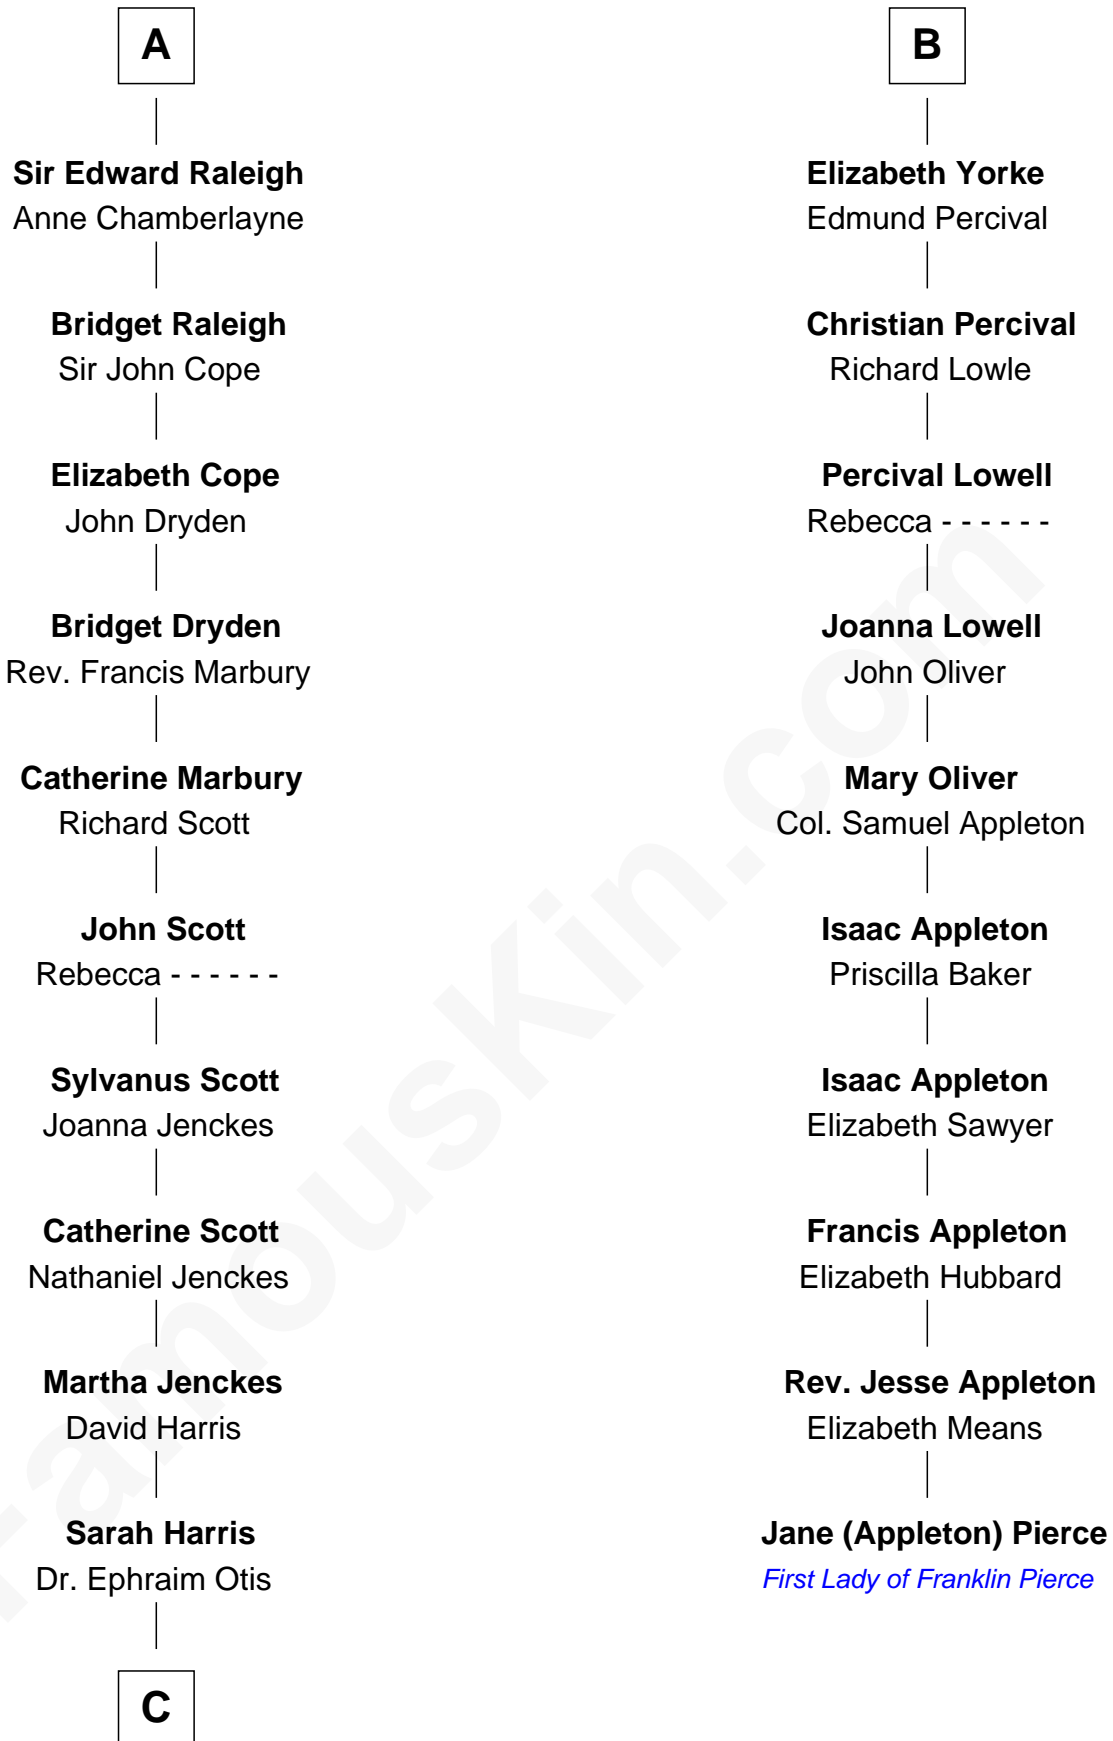 A
Sir Edward Raleigh
Anne Chamberlayne
Bridget Raleigh
Sir John Cope
Elizabeth Cope
John Dryden
Bridget Dryden
Rev. Francis Marbury
Catherine Marbury
Richard Scott
John Scott
Rebecca - - - - - -
Sylvanus Scott
Joanna Jenckes
Catherine Scott
Nathaniel Jenckes
Martha Jenckes
David Harris
Sarah Harris
Dr. Ephraim Otis
C
B
Elizabeth Yorke
Edmund Percival
Christian Percival
Richard Lowle
Percival Lowell
Rebecca - - - - - -
Joanna Lowell
John Oliver
Mary Oliver
Col. Samuel Appleton
Isaac Appleton
Priscilla Baker
Isaac Appleton
Elizabeth Sawyer
Francis Appleton
Elizabeth Hubbard
Rev. Jesse Appleton
Elizabeth Means
Jane (Appleton) Pierce
First Lady of Franklin Pierce
FamousKin.com